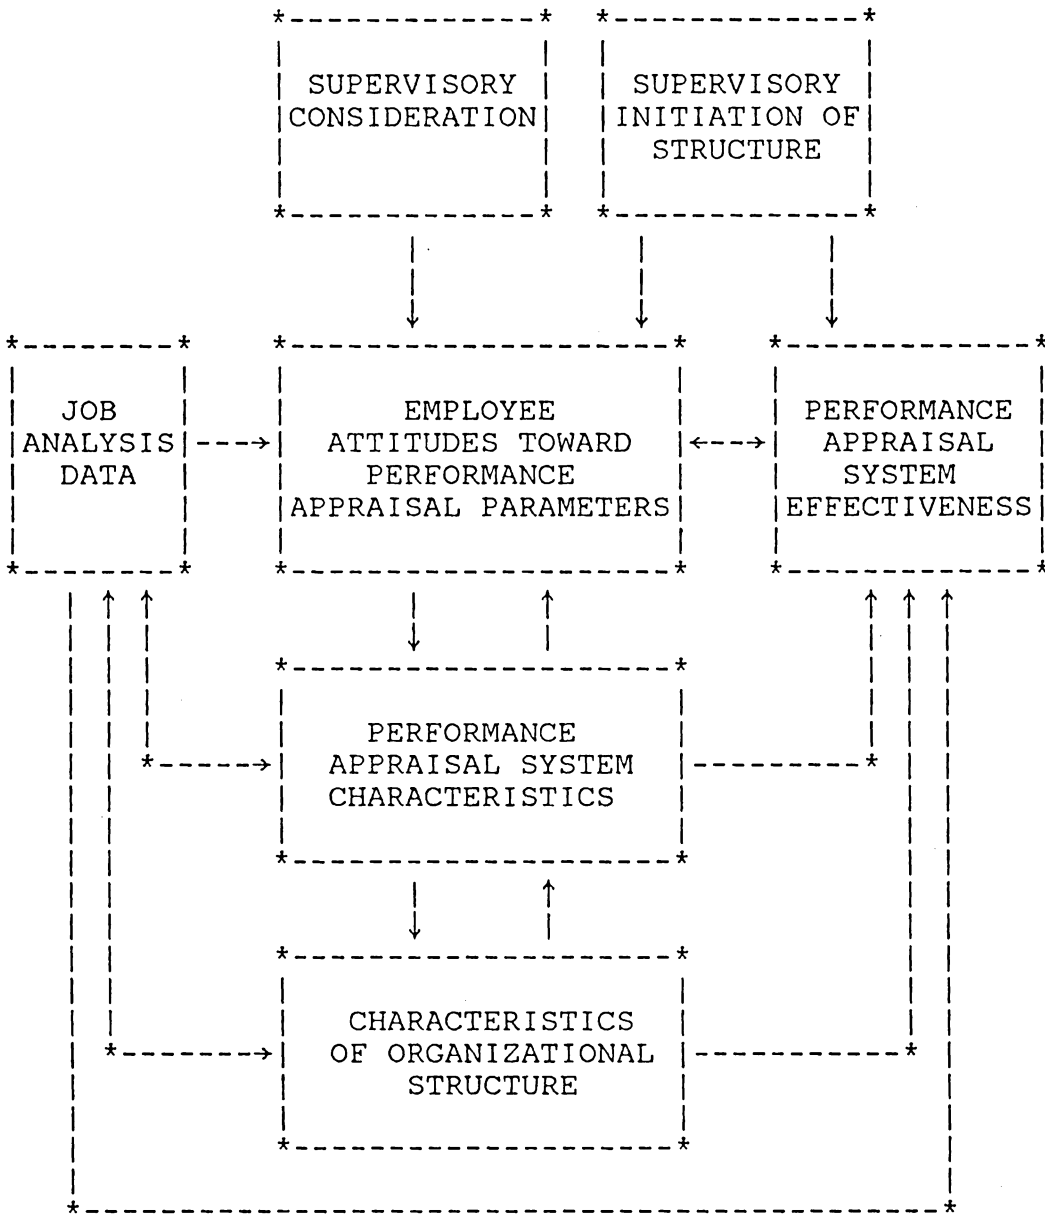 SUPERVISORY
CONSIDERATION
SUPERVISORY
INITIATION OF
STRUCTURE
JOB
ANALYSIS
DATA
EMPLOYEE
ATTITUDES TOWARD
PERFORMANCE
APPRAISAL PARAMETERS
PERFORMANCE
APPRAISAL
SYSTEM
EFFECTIVENESS
PERFORMANCE
APPRAISAL SYSTEM
CHARACTERISTICS
CHARACTERISTICS
OF ORGANIZATIONAL
STRUCTURE